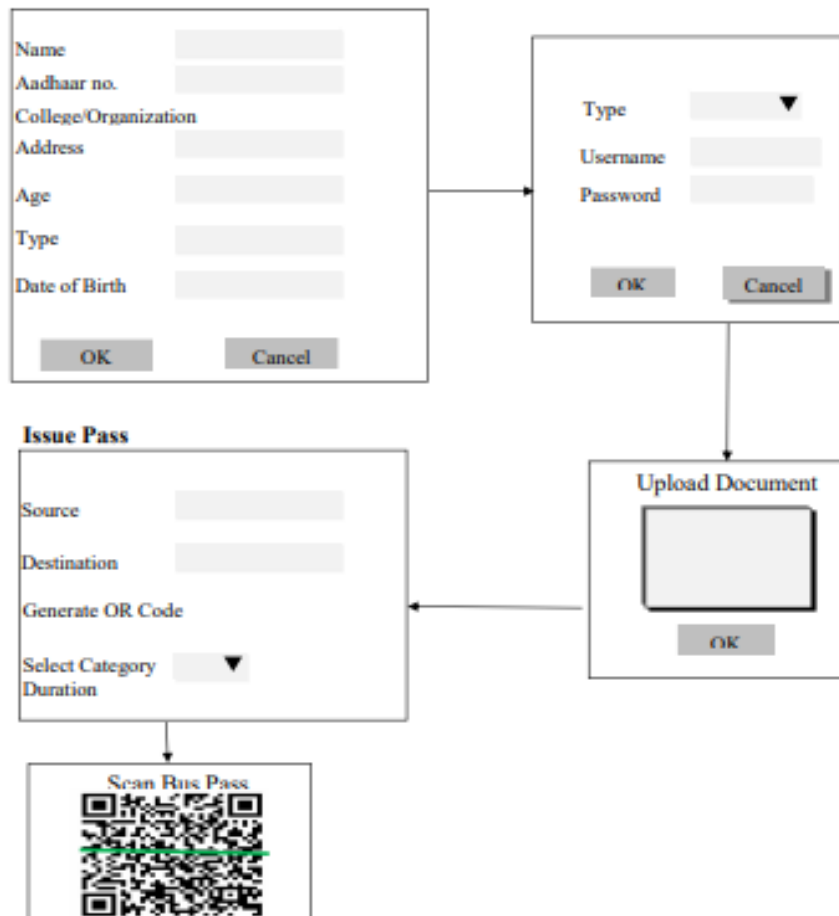 Name
Aadhaar no.
College/Organization
Address
Age
Type
Date of Birth
OK Cancel
Type
Username
Password
OK Cancel
Upload Document
OK
Issue Pass
Source
Destination
Generate OR Code
Select Category
Duration
Scan Bus Pass